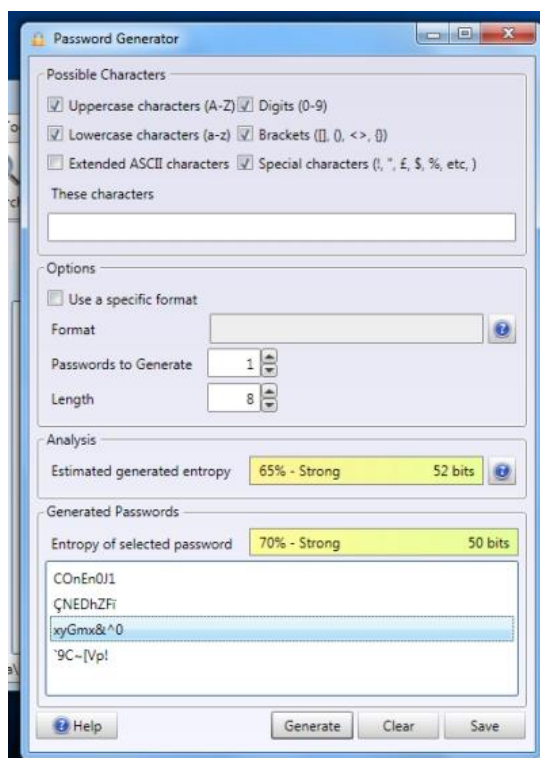 Password Generator
Possible Characters
Uppercase characters (A-Z) Digits (0-9)
Lowercase characters (a-z) Brackets ([], (), <>, {})
Extended ASCII characters Special characters (!, ", £, $, %, etc, )
These characters
Options
Use a specific format
Format
Passwords to Generate 1
Length 8
Analysis
Estimated generated entropy 65% - Strong 52 bits
Generated Passwords
Entropy of selected password 70% - Strong 50 bits
COnEn0J1
ÇNEDhZFï
xyGmx&^0
`9C~[Vp!
Help Generate Clear Save